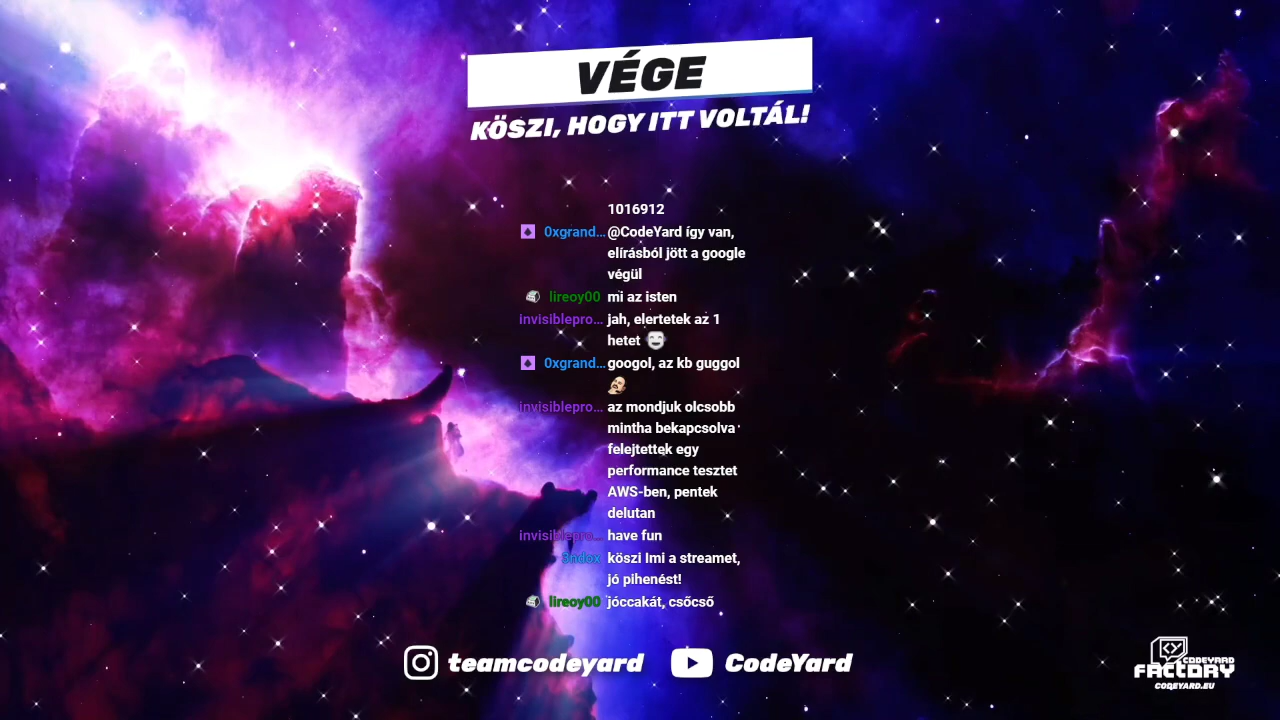 VÉGE
KÖSZI, HOGY ITT VOLTÁL!
1016912
0xgrand... @CodeYard így van,
elírásból jött a google
végül
lireoy00 mi az isten
invisiblepro... jah, elertetek az 1
hetet
0xgrand... googol, az kb guggol
invisiblepro... az mondjuk olcsobb
mintha bekapcsolva
felejtettek egy
performance tesztet
AWS-ben, pentek
delutan
invisiblepro... have fun
3ndox köszi Imi a streamet,
jó pihenést!
lireoy00 jóccakát, csőcső
teamcodeyard CodeYard
CODEYARD
FACTORY
CODEYARD.EU